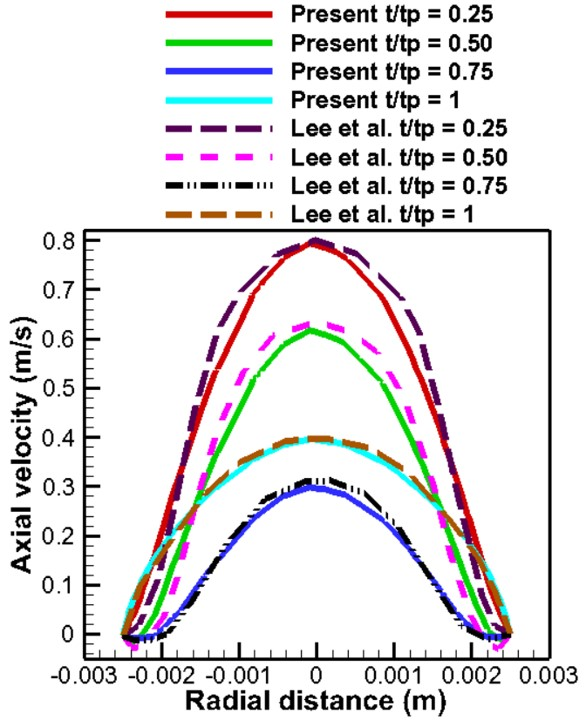 Present t/tp = 0.25
Present t/tp = 0.50
Present t/tp = 0.75
Present t/tp = 1
Lee et al. t/tp = 0.25
Lee et al. t/tp = 0.50
Lee et al. t/tp = 0.75
Lee et al. t/tp = 1
0.8
0.7
0.6
0.5
0.4
0.3
0.2
0.1
0
Axial velocity (m/s)
-0.003 -0.002 -0.001 0 0.001 0.002 0.003
Radial distance (m)